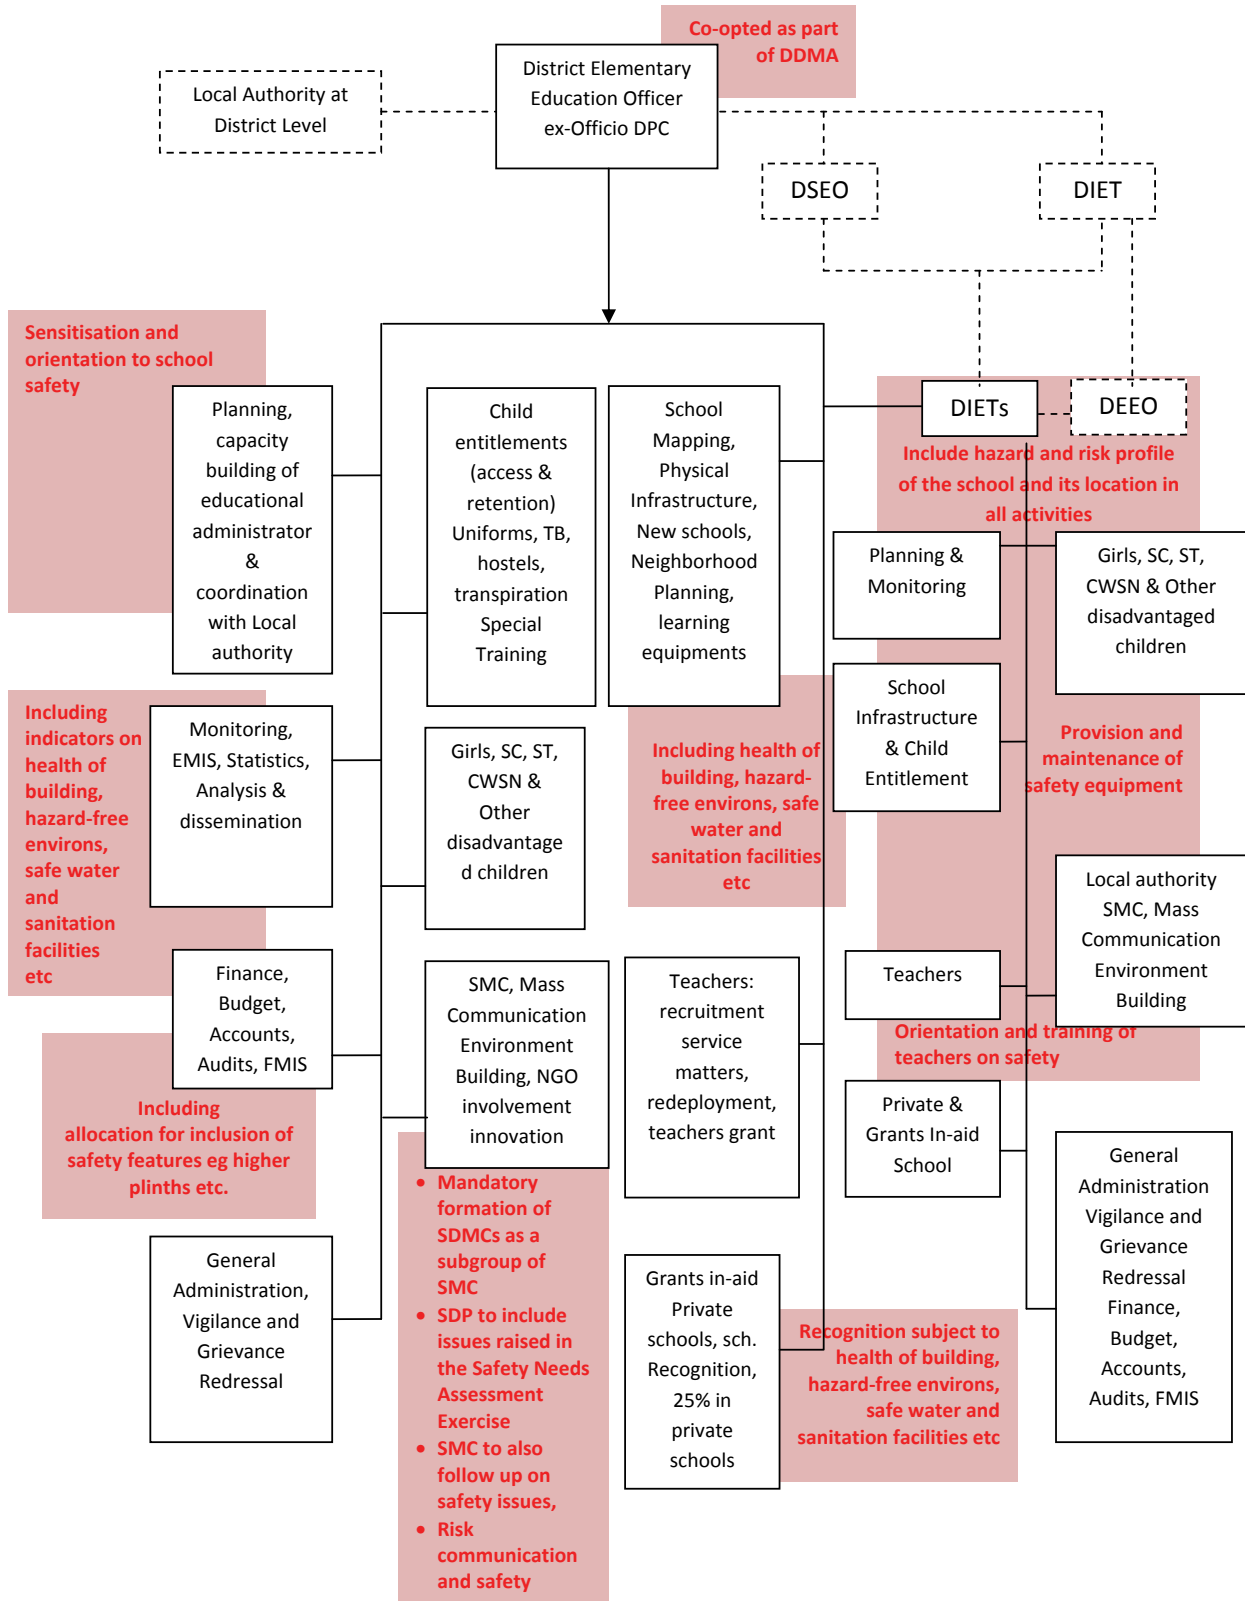 Co-opted as part
of DDMA
District Elementary
Education Officer
ex-Officio DPC
Local Authority at
District Level
DSEO
DIET
Sensitisation and
orientation to school
safety
Planning,
capacity
building of
educational
administrator
&
coordination
with Local
authority
Child
entitlements
(access &
retention)
Uniforms, TB,
hostels,
transpiration
Special
Training
School
Mapping,
Physical
Infrastructure,
New schools,
Neighborhood
Planning,
learning
equipments
DIETs
DEEO
Include hazard and risk profile
of the school and its location in
all activities
Planning &
Monitoring
Girls, SC, ST,
CWSN & Other
disadvantaged
children
Including
indicators on
health of
building,
hazard-free
environs,
safe water
and
sanitation
facilities
etc
Monitoring,
EMIS, Statistics,
Analysis &
dissemination
Girls, SC, ST,
CWSN &
Other
disadvantage
d children
Including health of
building, hazard-
free environs, safe
water and
sanitation facilities
etc
School
Infrastructure
& Child
Entitlement
Provision and
maintenance of
safety equipment
Local authority
SMC, Mass
Communication
Environment
Building
Finance,
Budget,
Accounts,
Audits, FMIS
SMC, Mass
Communication
Environment
Building, NGO
involvement
innovation
Teachers:
recruitment
service
matters,
redeployment,
teachers grant
Teachers
Orientation and training of
teachers on safety
Including
allocation for inclusion of
safety features eg higher
plinths etc.
Private &
Grants In-aid
School
• Mandatory
formation of
SDMCs as a
subgroup of
SMC
• SDP to include
issues raised in
the Safety Needs
Assessment
Exercise
• SMC to also
follow up on
safety issues,
• Risk
communication
and safety
General
Administration,
Vigilance and
Grievance
Redressal
Grants in-aid
Private
schools, sch.
Recognition,
25% in
private
schools
Recognition subject to
health of building,
hazard-free environs,
safe water and
sanitation facilities etc
General
Administration
Vigilance and
Grievance
Redressal
Finance,
Budget,
Accounts,
Audits, FMIS